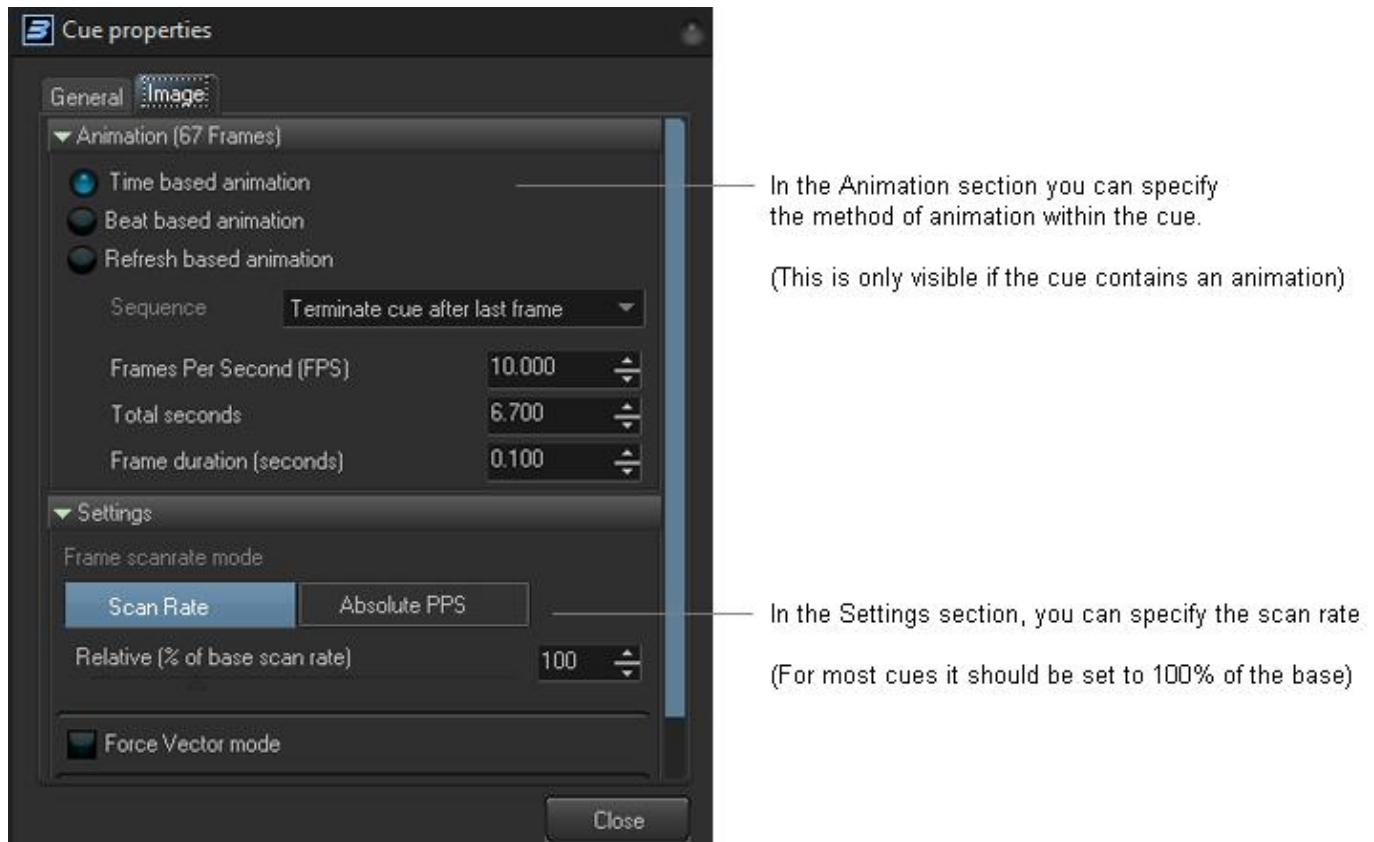 Cue properties
General Image
Animation (67 Frames)
Time based animation
Beat based animation
Refresh based animation
Sequence Terminate cue after last frame
Frames Per Second (FPS) 10.000
Total seconds 6.700
Frame duration (seconds) 0.100
Settings
Frame scanrate mode
Scan Rate Absolute PPS
Relative (% of base scan rate) 100
Force Vector mode
Close
In the Animation section you can specify
the method of animation within the cue.
(This is only visible if the cue contains an animation)
In the Settings section, you can specify the scan rate
(For most cues it should be set to 100% of the base)